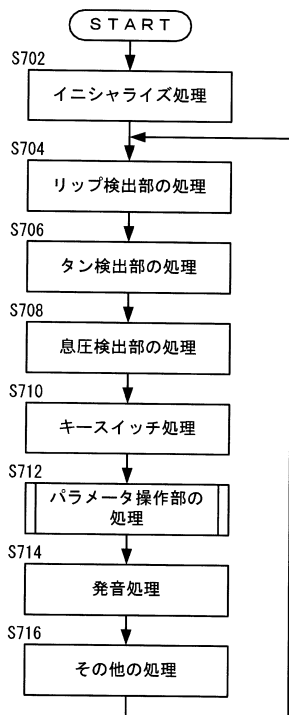 START
S702
イニシャライズ処理
S704
リップ検出部の処理
S706
タン検出部の処理
S708
息圧検出部の処理
S710
キースイッチ処理
S712
パラメータ操作部の
処理
S714
発音処理
S716
その他の処理